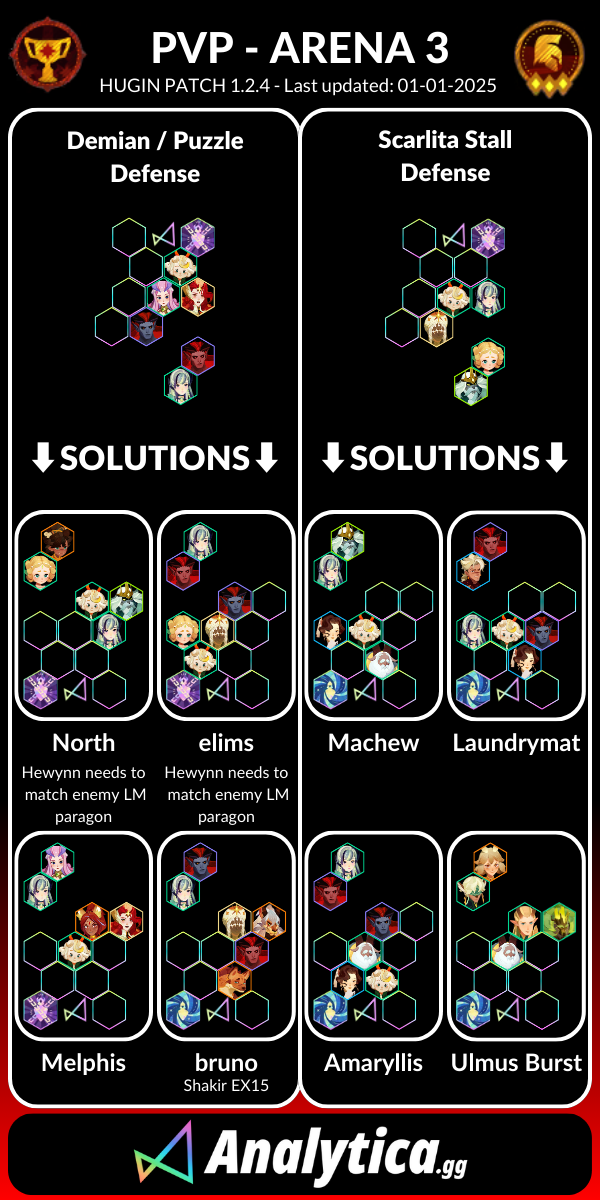 PVP - ARENA 3
HUGIN PATCH 1.2.4 - Last updated: 01-01-2025
Demian / Puzzle
Defense
Scarlita Stall
Defense
SOLUTIONS
SOLUTIONS
North
Hewynn needs to
match enemy LM
paragon
elims
Hewynn needs to
match enemy LM
paragon
Machew
Laundrymat
Melphis
bruno
Shakir EX15
Amaryllis
Ulmus Burst
Analytica.gg